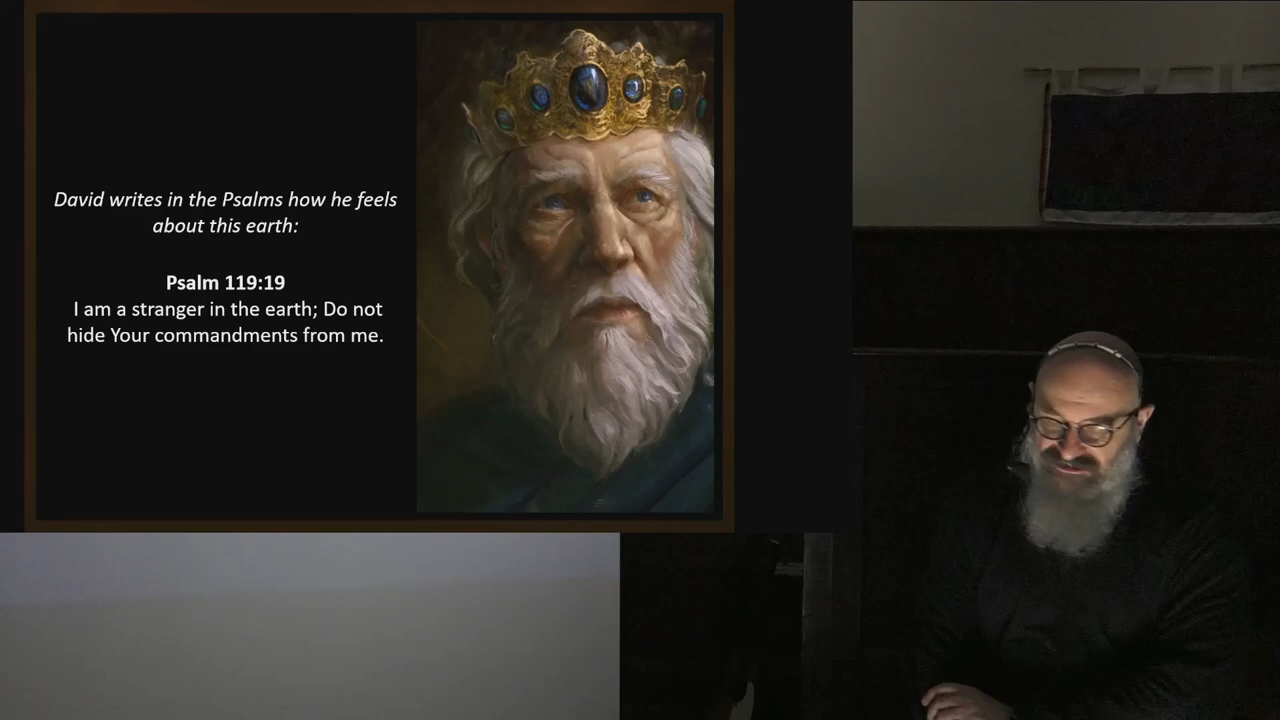 David writes in the Psalms how he feels
about this earth:
Psalm 119:19
I am a stranger in the earth; Do not
hide Your commandments from me.